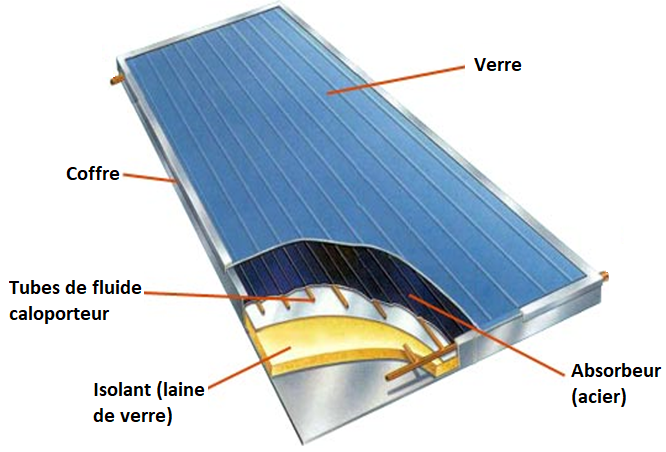 Verre
Coffre
Tubes de fluide
caloporteur
Isolant (laine
de verre)
Absorbeur
(acier)